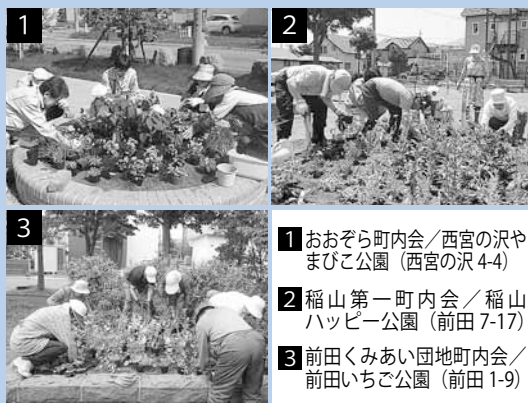 1
2
3
1 おおぞら町内会／西宮の沢や
まびこ公園（西宮の沢 4-4）
2 稲山第一町内会／稲山
ハッピー公園（前田 7-17）
3 前田くみあい団地町内会／
前田いちご公園（前田 1-9）